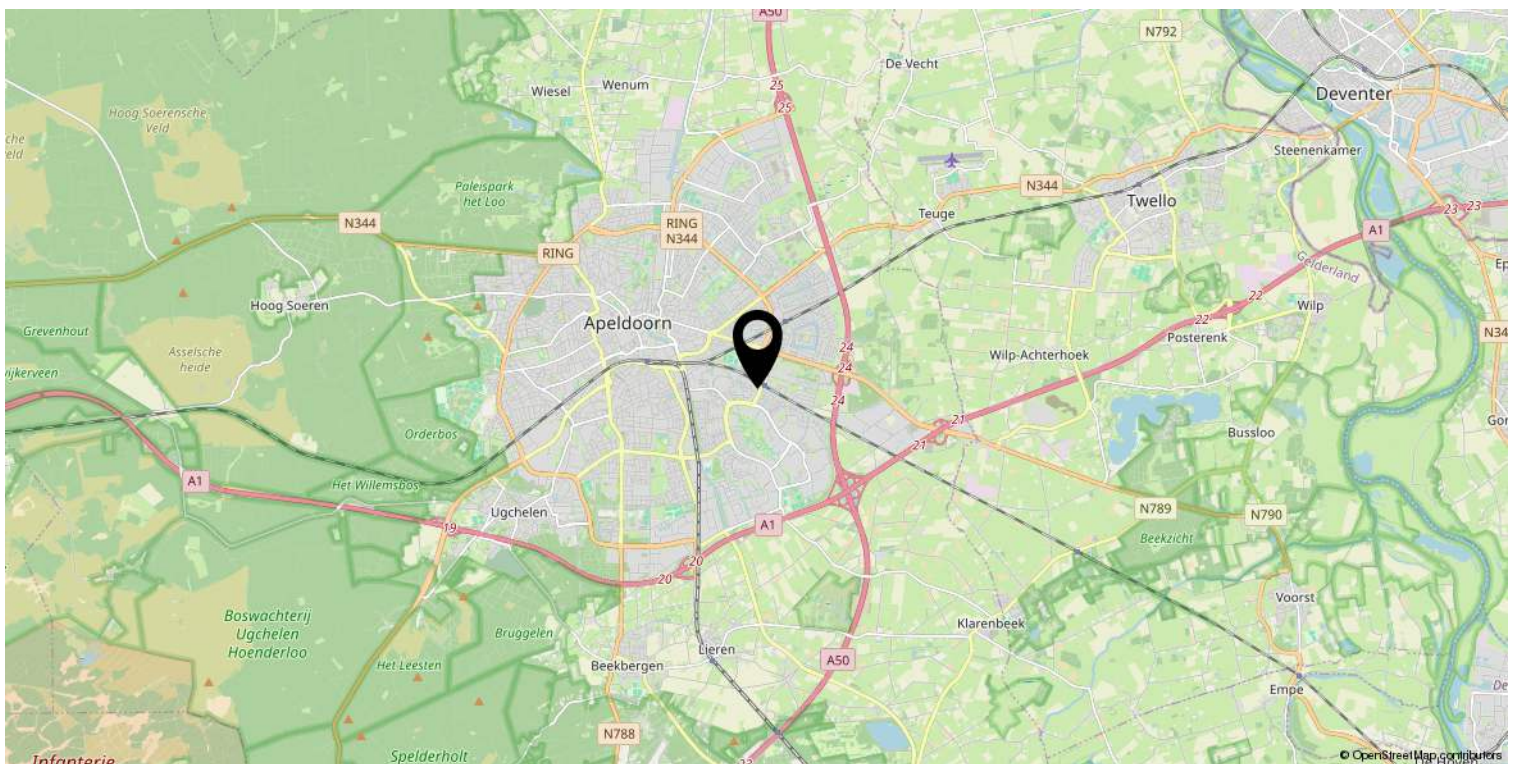 A50
N792
De Vecht
Wenum
Wiesel
25
25
Deventer
Hoog Soerensche
Veld
Steenenkamer
Paleispark
het Loo
N344
Twello
N344
RING
N344
Teuge
23
23
A1
RING
Gelderland
Hoog Soeren
22
Wilp
22
Posterenk
Apeldoorn
Grevenhout
Asselsche
heide
24
24
24
Wilp-Achterhoek
Orderbos
21
21
Bussloo
A1
Het Willemsbos
Ugchelen
19
A1
N789
N790
Beekzicht
20
20
Boswachterij
Ugchelen
Hoenderloo
Voorst
Klarenbeek
Bruggelen
Lieren
Het Leesten
Beekbergen
A50
Empe
N788
Spelderholt
Infanterie
© OpenStreetMap contributors